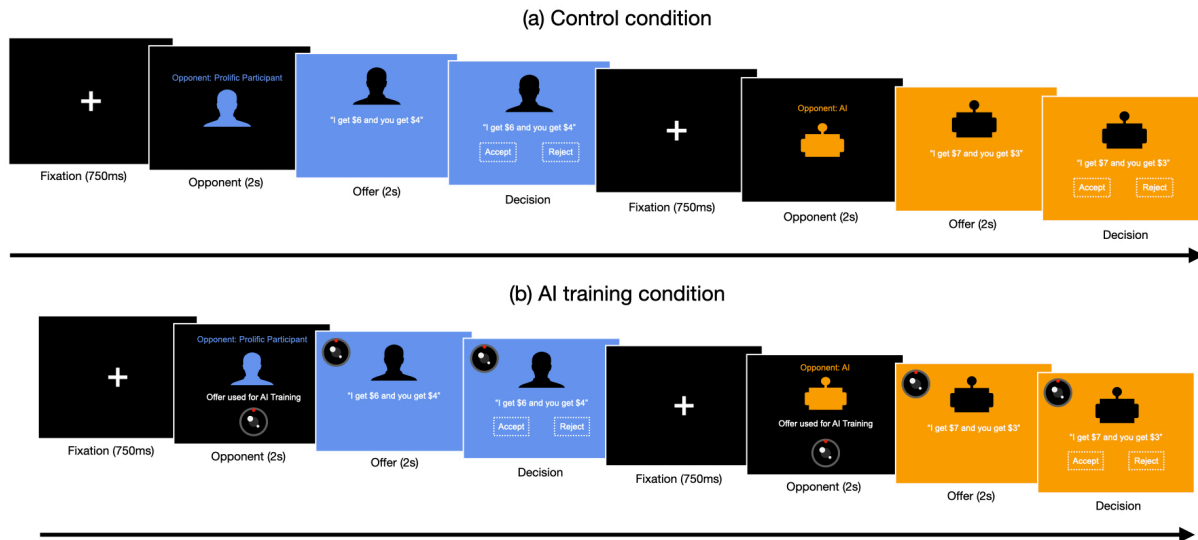 (a) Control condition
Fixation (750ms)
Opponent: Prolific Participant
Opponent (2s)
"I get $6 and you get $4"
Offer (2s)
"I get $6 and you get $4"
Accept Reject
Decision
Fixation (750ms)
Opponent: AI
Opponent (2s)
"I get $7 and you get $3"
Offer (2s)
"I get $7 and you get $3"
Accept Reject
Decision
(b) AI training condition
Fixation (750ms)
Opponent: Prolific Participant
Offer used for AI Training
Opponent (2s)
"I get $6 and you get $4"
Offer (2s)
"I get $6 and you get $4"
Accept Reject
Decision
Fixation (750ms)
Opponent: AI
Offer used for AI Training
Opponent (2s)
"I get $7 and you get $3"
Offer (2s)
"I get $7 and you get $3"
Accept Reject
Decision